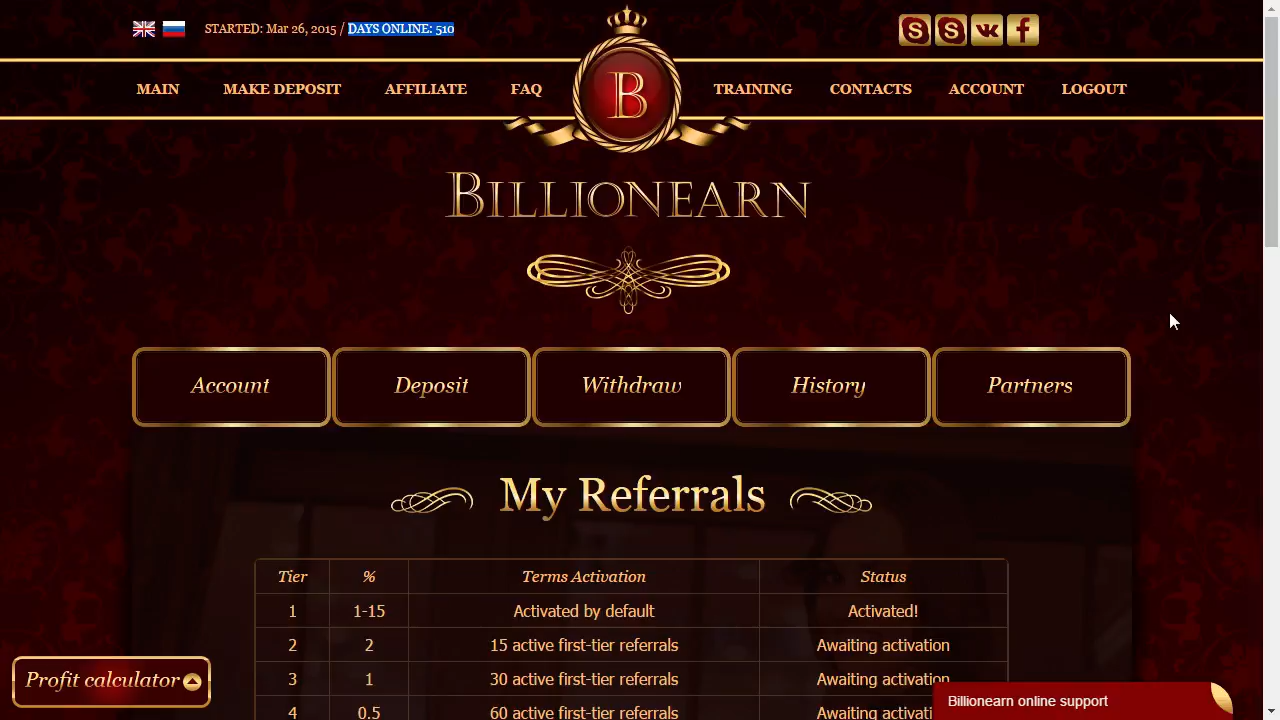 STARTED: Mar 26, 2015 / DAYS ONLINE: 510
MAIN MAKE DEPOSIT AFFILIATE FAQ B TRAINING CONTACTS ACCOUNT LOGOUT
BILLIONEARN
Account Deposit Withdraw History Partners
My Referrals
Tier % Terms Activation Status
1 1-15 Activated by default Activated!
2 2 15 active first-tier referrals Awaiting activation
3 1 30 active first-tier referrals Awaiting activation
4 0.5 60 active first-tier referrals Awaiting activati
Profit calculator
Billionearn online support